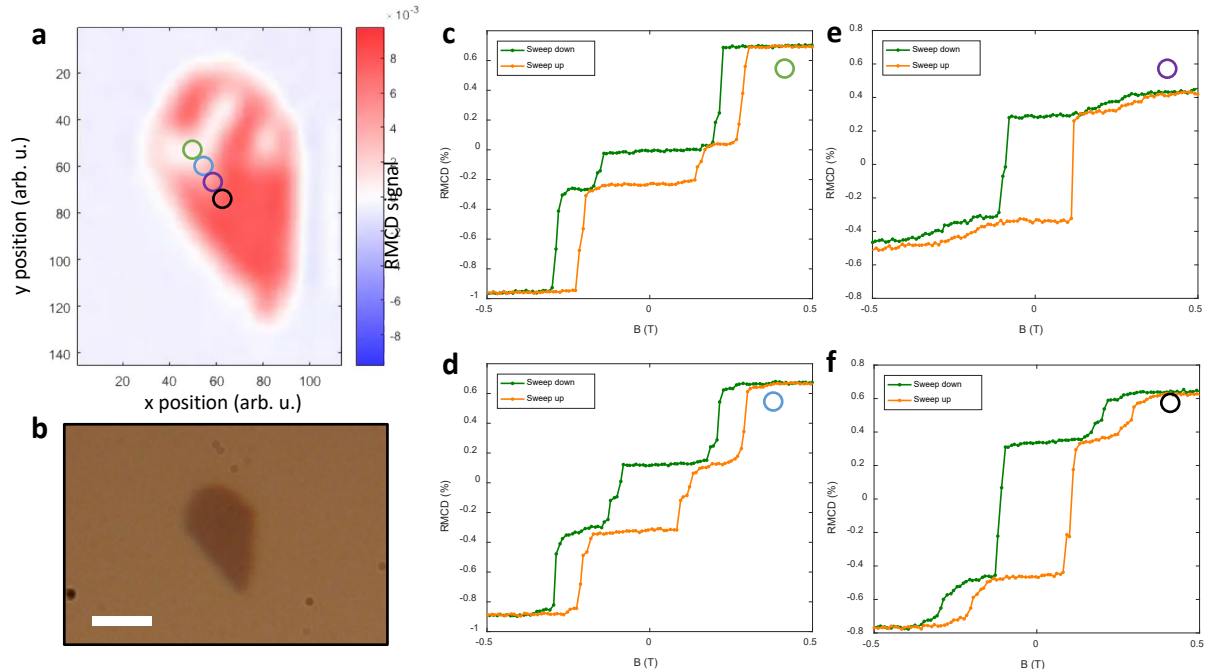 a
× 10⁻³
20
40
60
80
100
120
140
y position (arb. u.)
20 40 60 80 100
x position (arb. u.)
8
6
4
2
0
-2
-4
-6
-8
RMCD signal
b
c
Sweep down
Sweep up
0.6
0.4
0.2
0
-0.2
-0.4
-0.6
-0.8
-1
RMCD (%)
-0.5 0 0.5
B (T)
e
Sweep down
Sweep up
0.8
0.6
0.4
0.2
0
-0.2
-0.4
-0.6
-0.8
RMCD (%)
-0.5 0 0.5
B (T)
d
Sweep down
Sweep up
0.6
0.4
0.2
0
-0.2
-0.4
-0.6
-0.8
-1
RMCD (%)
-0.5 0 0.5
B (T)
f
Sweep down
Sweep up
0.8
0.6
0.4
0.2
0
-0.2
-0.4
-0.6
-0.8
RMCD (%)
-0.5 0 0.5
B (T)